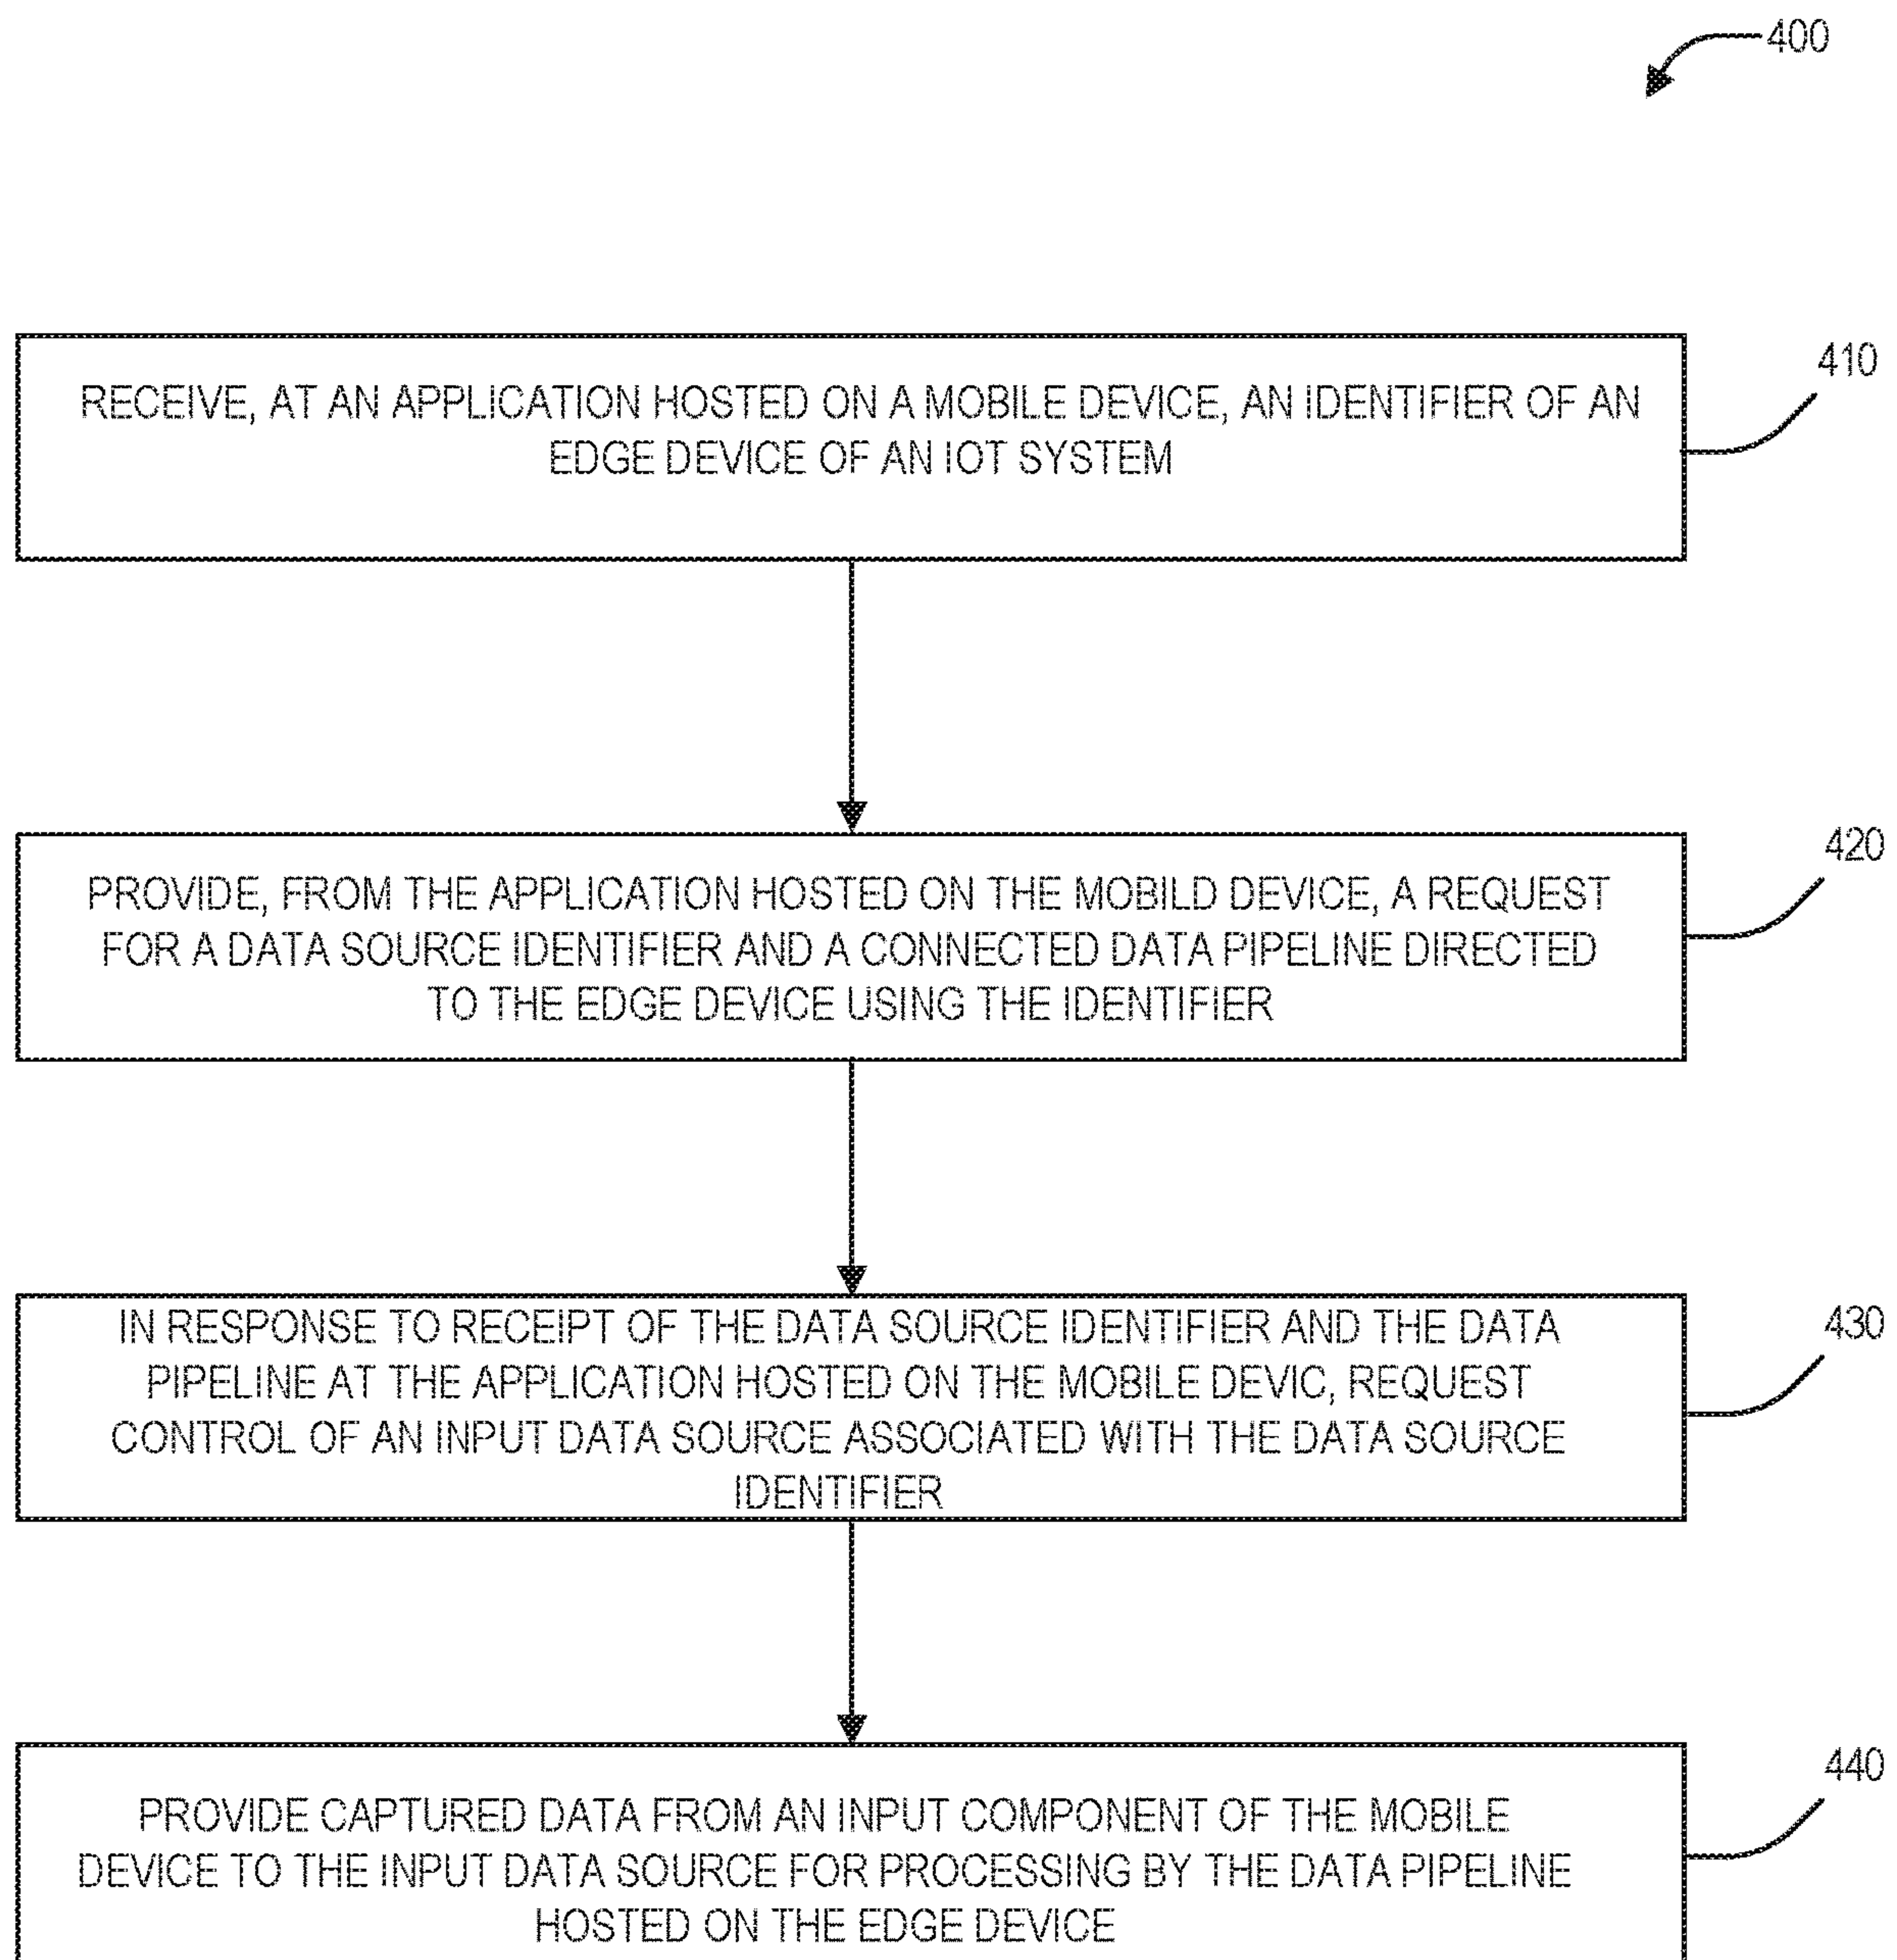 400
RECEIVE, AT AN APPLICATION HOSTED ON A MOBILE DEVICE, AN IDENTIFIER OF AN
EDGE DEVICE OF AN IOT SYSTEM
410
PROVIDE, FROM THE APPLICATION HOSTED ON THE MOBILD DEVICE, A REQUEST
FOR A DATA SOURCE IDENTIFIER AND A CONNECTED DATA PIPELINE DIRECTED
TO THE EDGE DEVICE USING THE IDENTIFIER
420
IN RESPONSE TO RECEIPT OF THE DATA SOURCE IDENTIFIER AND THE DATA
PIPELINE AT THE APPLICATION HOSTED ON THE MOBILE DEVIC, REQUEST
CONTROL OF AN INPUT DATA SOURCE ASSOCIATED WITH THE DATA SOURCE
IDENTIFIER
430
PROVIDE CAPTURED DATA FROM AN INPUT COMPONENT OF THE MOBILE
DEVICE TO THE INPUT DATA SOURCE FOR PROCESSING BY THE DATA PIPELINE
HOSTED ON THE EDGE DEVICE
440